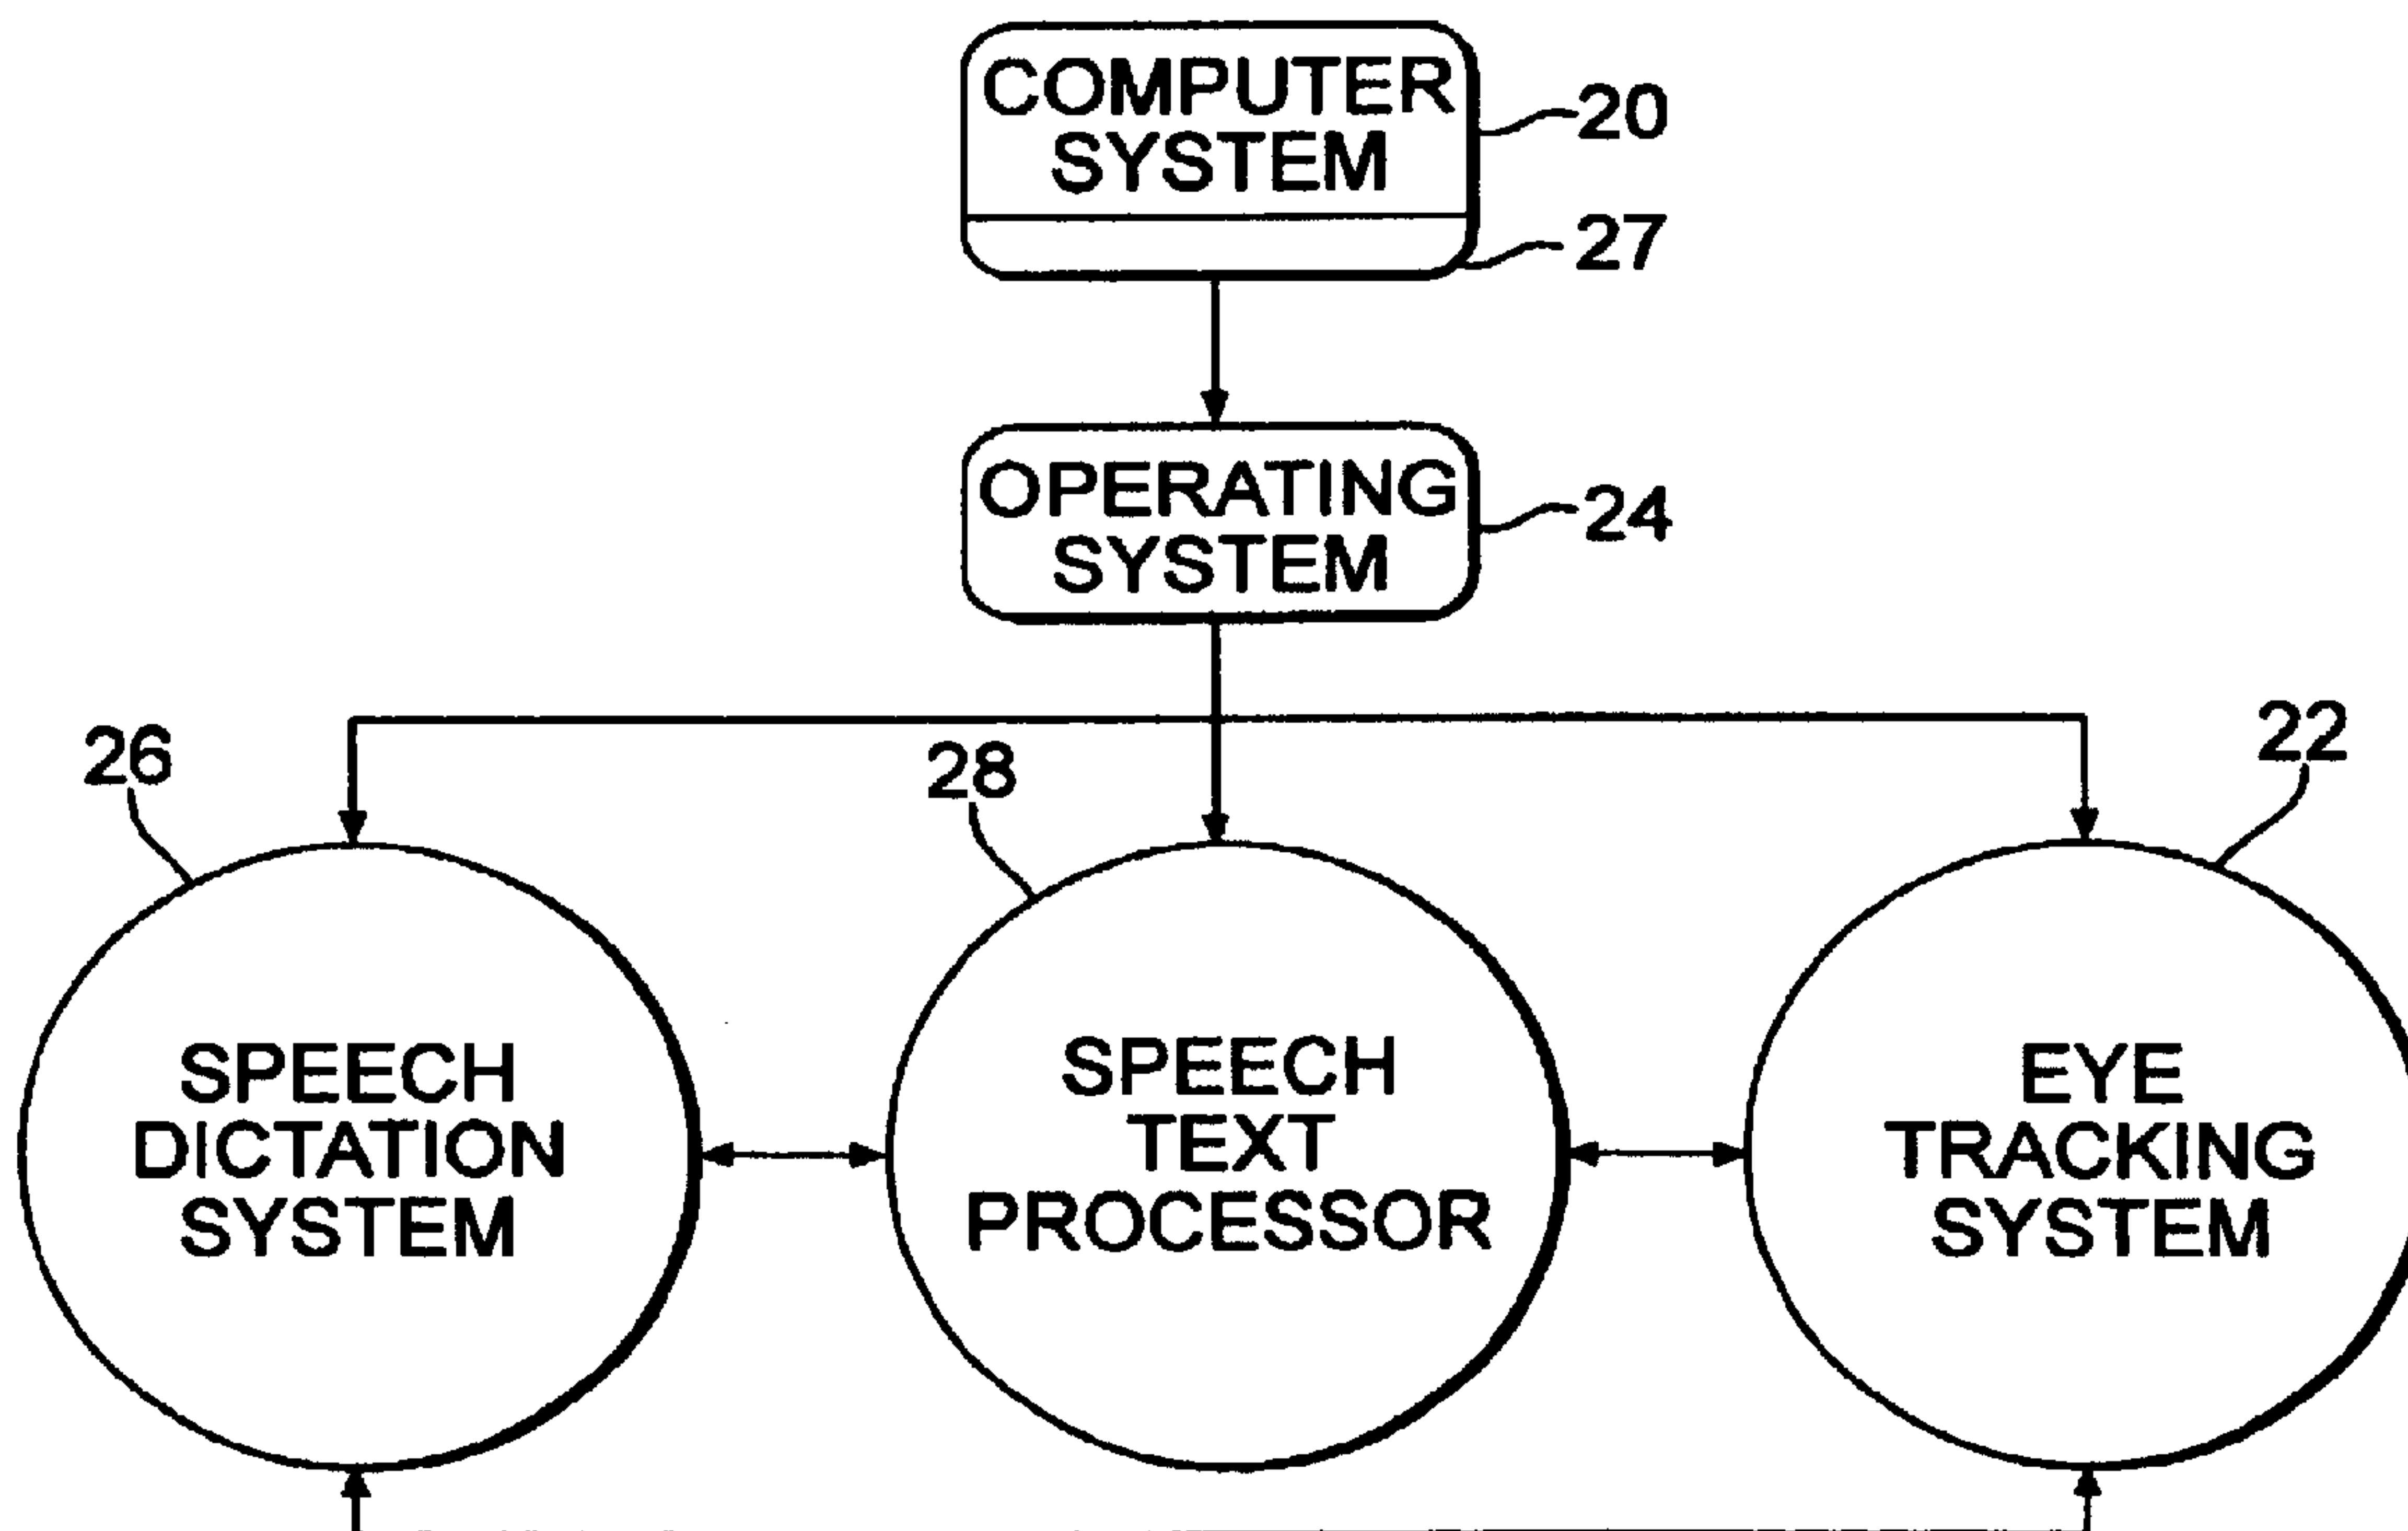 COMPUTER
SYSTEM
20
27
OPERATING
SYSTEM
24
26
28
22
SPEECH
DICTATION
SYSTEM
SPEECH
TEXT
PROCESSOR
EYE
TRACKING
SYSTEM